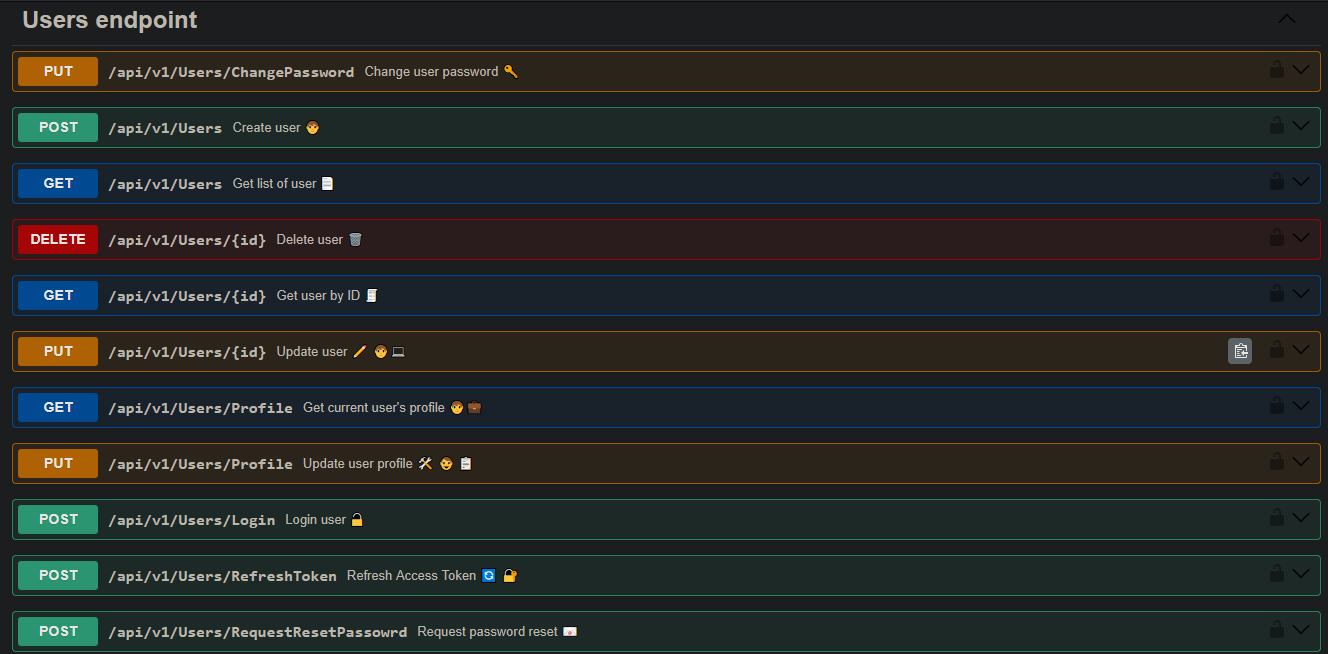 Users endpoint
PUT /api/v1/Users/ChangePassword Change user password 🔑
POST /api/v1/Users Create user 🧑
GET /api/v1/Users Get list of user 📄
DELETE /api/v1/Users/{id} Delete user 🗑️
GET /api/v1/Users/{id} Get user by ID 🧾
PUT /api/v1/Users/{id} Update user ✏️ 🧑‍💻
GET /api/v1/Users/Profile Get current user's profile 🧑‍💼
PUT /api/v1/Users/Profile Update user profile 🛠️ 🧑 📋
POST /api/v1/Users/Login Login user 🔓
POST /api/v1/Users/RefreshToken Refresh Access Token 🔄 🔐
POST /api/v1/Users/RequestResetPassowrd Request password reset 💌